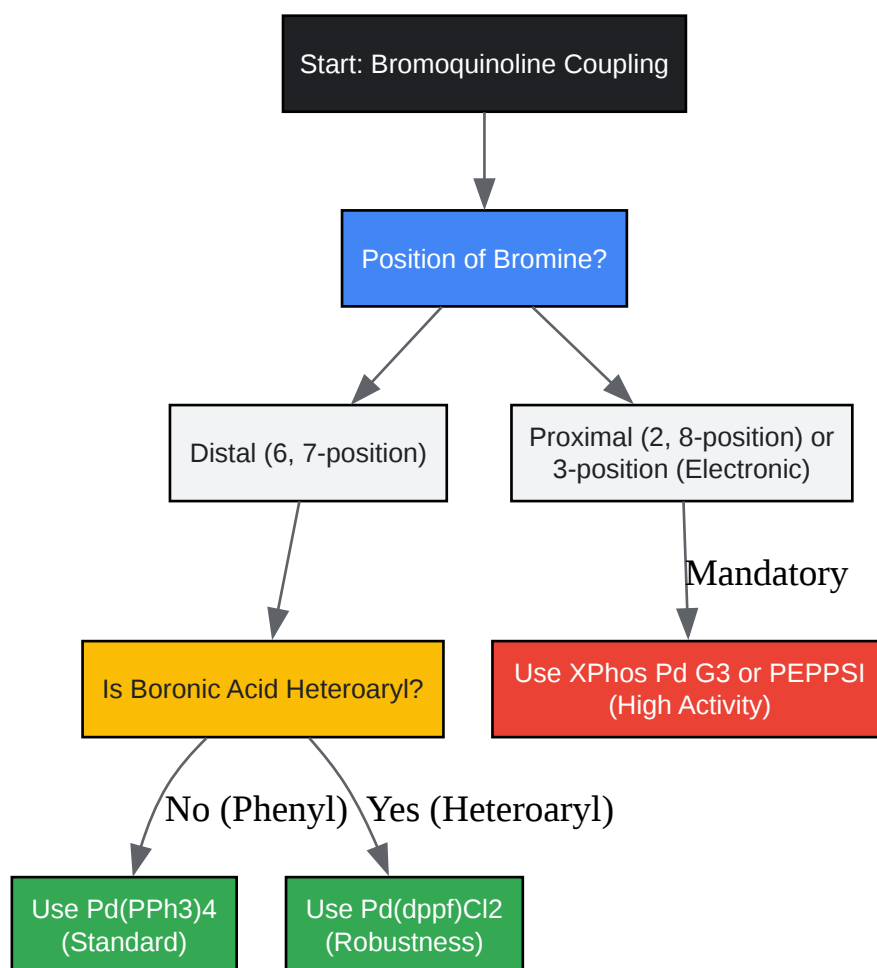 Start: Bromoquinoline Coupling
Position of Bromine?
Distal (6, 7-position)
Proximal (2, 8-position) or
3-position (Electronic)
Mandatory
Is Boronic Acid Heteroaryl?
Use XPhos Pd G3 or PEPPSI
(High Activity)
No (Phenyl)
Yes (Heteroaryl)
Use Pd(PPh3)4
(Standard)
Use Pd(dppf)Cl2
(Robustness)